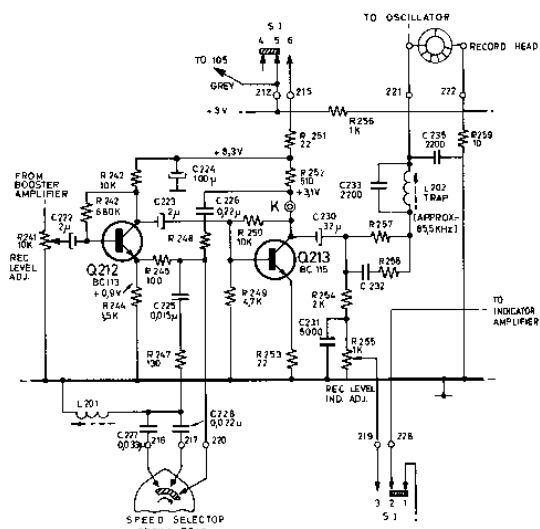 TO OSCILLATOR
S J
4 5 6
TO 105
GREY
RECORD HEAD
212
215
221
222
+9V
R 256
1K
R 251
22
C 235
2200
R 259
10
+8,3V
R 242
10K
C 224
100µ
R 252
510
+3,1V
C 233
2200
L 202
TRAP
FROM
BOOSTER
AMPLIFIER
R 242
680K
C 223
2µ
C 226
0,22µ
K
C 222
2µ
R 248
R 250
10K
C 230
32µ
R 257
[APPROX-
85,5KHz]
R 241
10K
REC LEVEL
ADJ.
Q212
BC 113
+0,9V
R 245
100
Q213
BC 115
R 258
C 232
R 244
1,5K
C 225
0,015µ
R 249
4,7K
R 254
2K
TO
INDICATOR
AMPLIFIER
C 231
5000
R 247
130
R 253
22
R 255
1K
REC LEVEL
IND. ADJ.
L 201
C 228
0,022µ
C 227
0,033µ
216
217
220
219
228
3 2 1
S J
SPEED SELECTOR